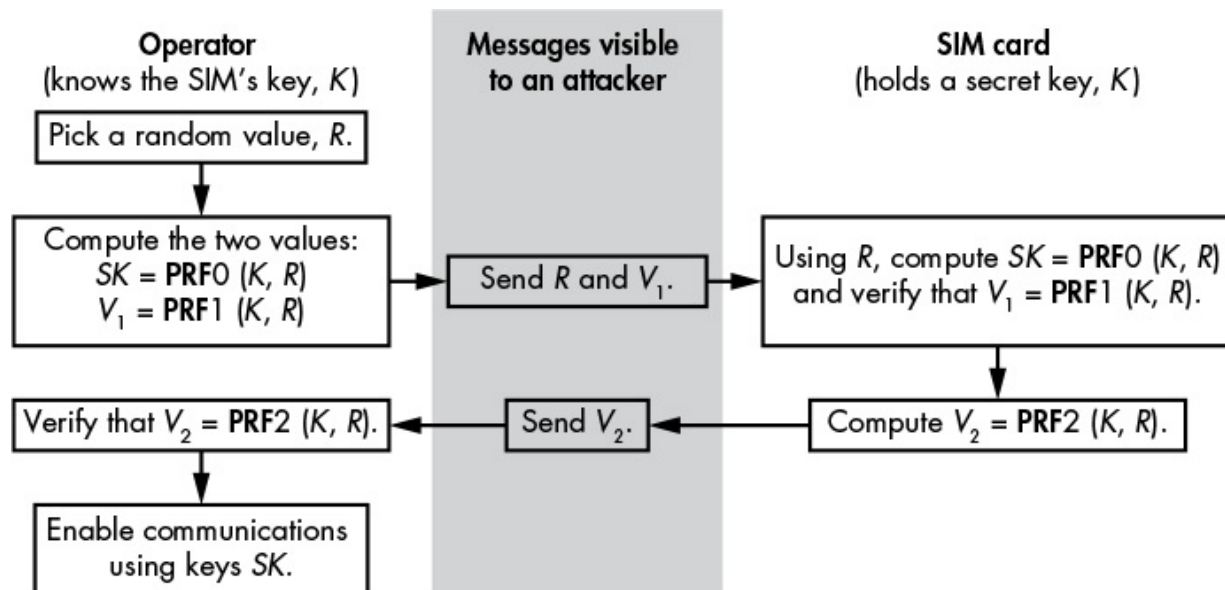 Operator
(knows the SIM's key, K)
Messages visible
to an attacker
SIM card
(holds a secret key, K)
Pick a random value, R.
Compute the two values:
SK = PRF0 (K, R)
V₁ = PRF1 (K, R)
Send R and V₁.
Using R, compute SK = PRF0 (K, R)
and verify that V₁ = PRF1 (K, R).
Compute V₂ = PRF2 (K, R).
Send V₂.
Verify that V₂ = PRF2 (K, R).
Enable communications
using keys SK.